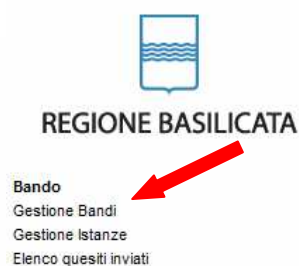 REGIONE BASILICATA
Bando
Gestione Bandi
Gestione Istanze
Elenco quesiti inviati